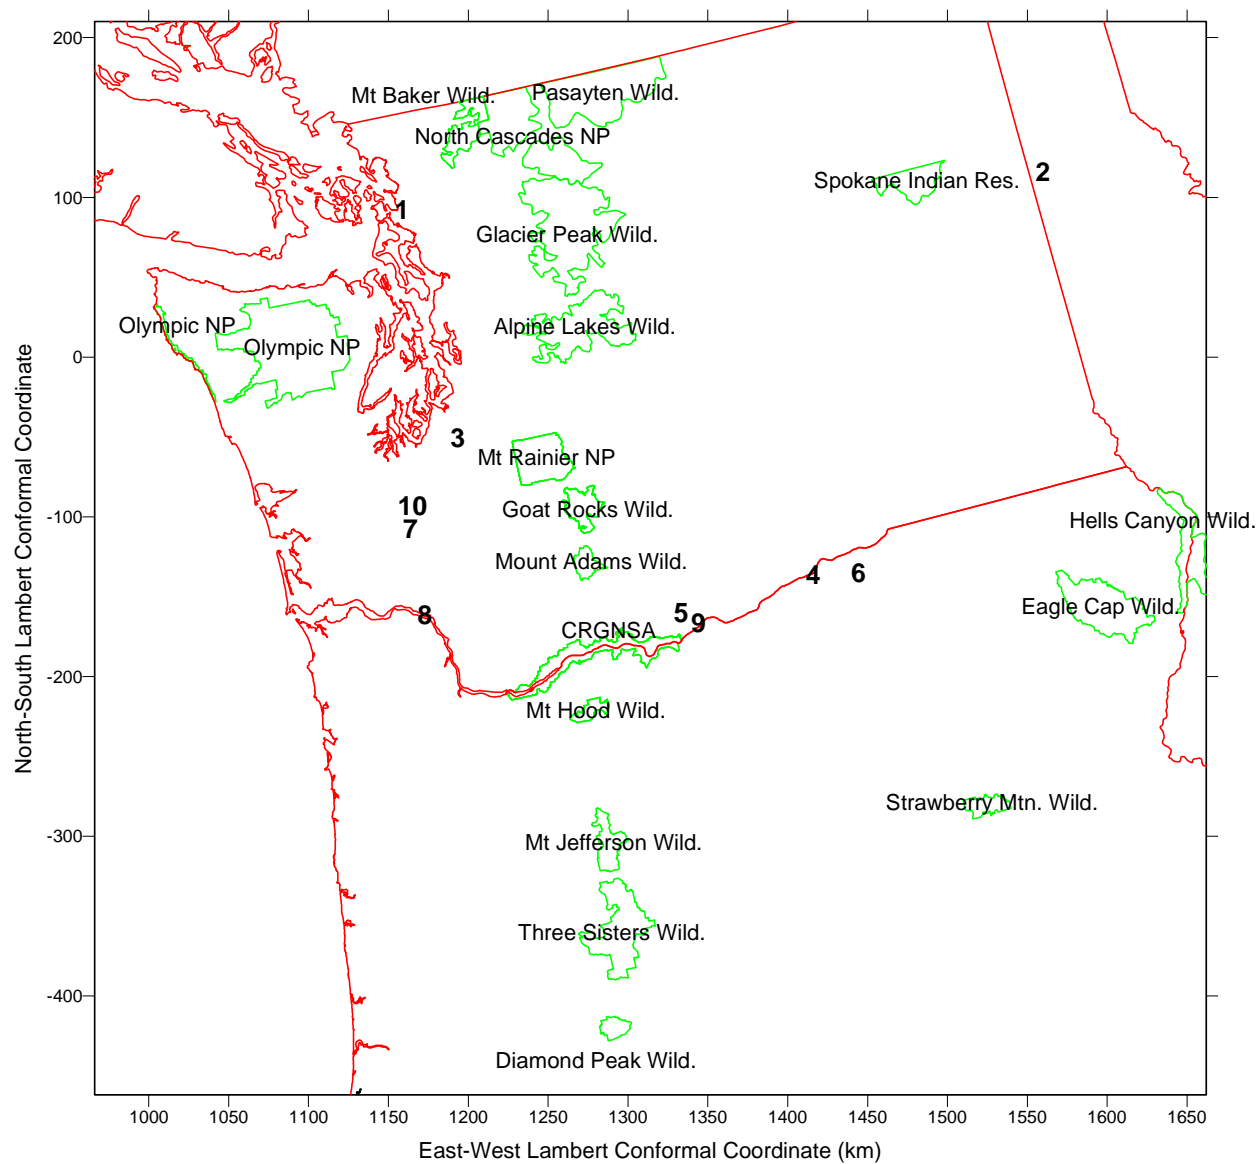 200
100
0
-100
-200
-300
-400
North-South Lambert Conformal Coordinate
Mt Baker Wild.
Pasayten Wild.
North Cascades NP
Spokane Indian Res.
2
1
Glacier Peak Wild.
Olympic NP
Alpine Lakes Wild.
Olympic NP
3
Mt Rainier NP
10
Goat Rocks Wild.
7
Hells Canyon Wild.
Mount Adams Wild.
4
6
Eagle Cap Wild.
8
5
9
CRGNSA
Mt Hood Wild.
Strawberry Mtn. Wild.
Mt Jefferson Wild.
Three Sisters Wild.
Diamond Peak Wild.
1000 1050 1100 1150 1200 1250 1300 1350 1400 1450 1500 1550 1600 1650
East-West Lambert Conformal Coordinate (km)